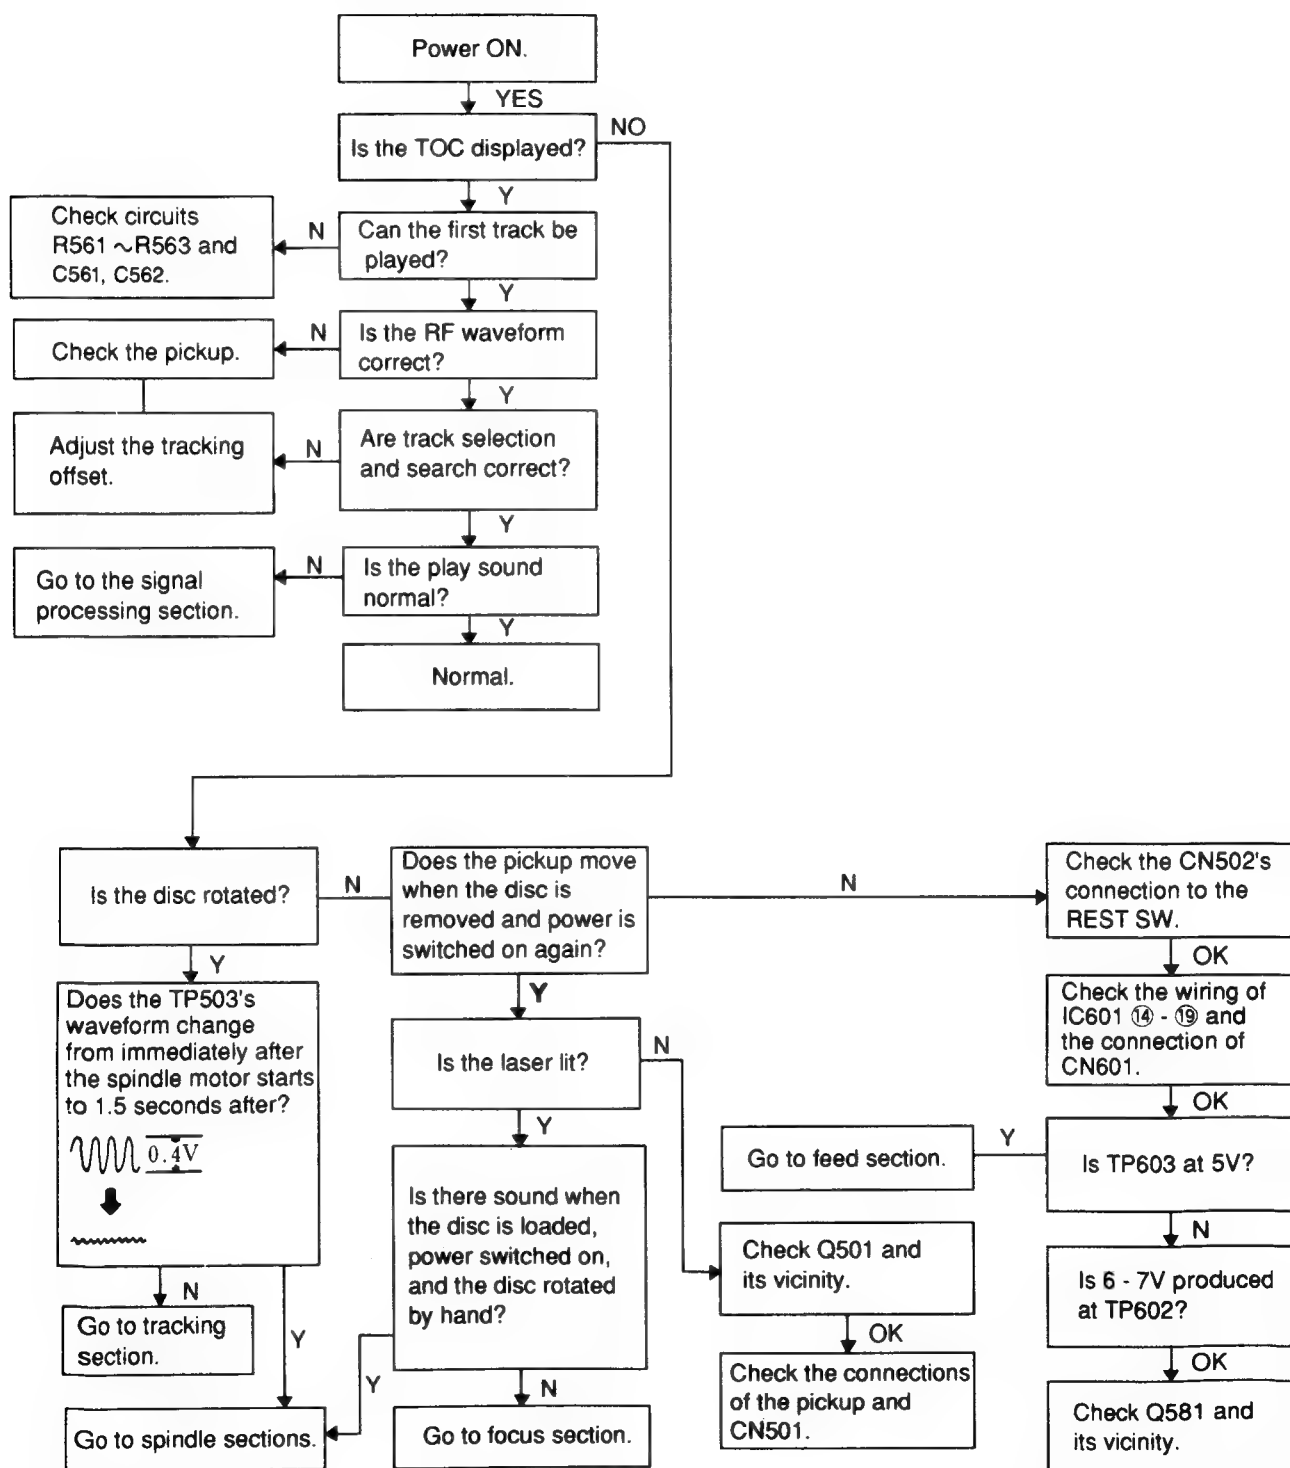 Power ON.
YES
Is the TOC displayed?
NO
Y
Check circuits
R561 ~R563 and
C561, C562.
N
Can the first track be
played?
Y
Check the pickup.
N
Is the RF waveform
correct?
Y
Adjust the tracking
offset.
N
Are track selection
and search correct?
Y
Go to the signal
processing section.
N
Is the play sound
normal?
Y
Normal.
Is the disc rotated?
N
Does the pickup move
when the disc is
removed and power is
switched on again?
N
Check the CN502's
connection to the
REST SW.
OK
Check the wiring of
IC601 ⑭ - ⑲ and
the connection of
CN601.
OK
Is TP603 at 5V?
Y
Go to feed section.
N
Is 6 - 7V produced
at TP602?
OK
Check Q581 and
its vicinity.
Y
Does the TP503's
waveform change
from immediately after
the spindle motor starts
to 1.5 seconds after?
0.4V
N
Go to tracking
section.
Y
Go to spindle sections.
Y
Is the laser lit?
N
Check Q501 and
its vicinity.
OK
Check the connections
of the pickup and
CN501.
Y
Is there sound when
the disc is loaded,
power switched on,
and the disc rotated
by hand?
Y
N
Go to focus section.